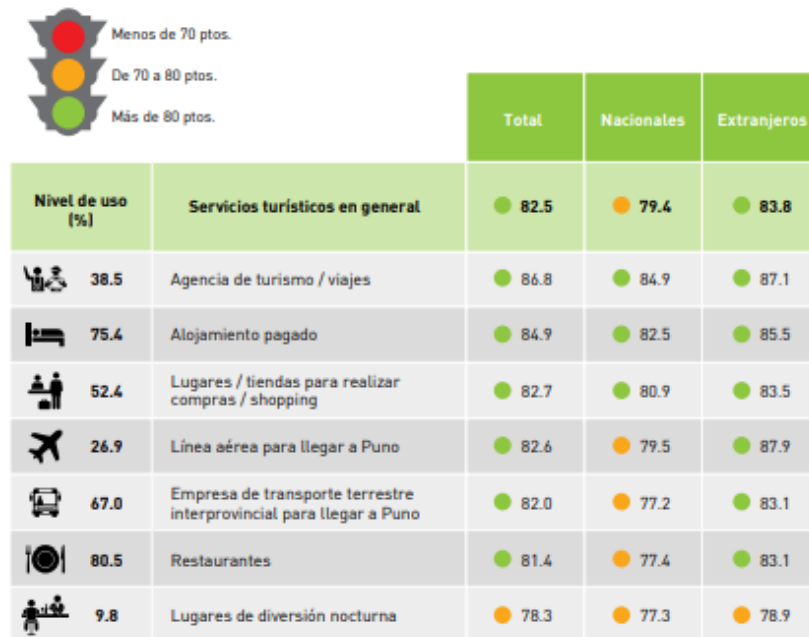 Menos de 70 ptos.
De 70 a 80 ptos.
Más de 80 ptos.
Total Nacionales Extranjeros
Nivel de uso
(%)
Servicios turísticos en general 82.5 79.4 83.8
38.5 Agencia de turismo / viajes 86.8 84.9 87.1
75.4 Alojamiento pagado 84.9 82.5 85.5
52.4 Lugares / tiendas para realizar
compras / shopping 82.7 80.9 83.5
26.9 Línea aérea para llegar a Puno 82.6 79.5 87.9
67.0 Empresa de transporte terrestre
interprovincial para llegar a Puno 82.0 77.2 83.1
80.5 Restaurantes 81.4 77.4 83.1
9.8 Lugares de diversión nocturna 78.3 77.3 78.9